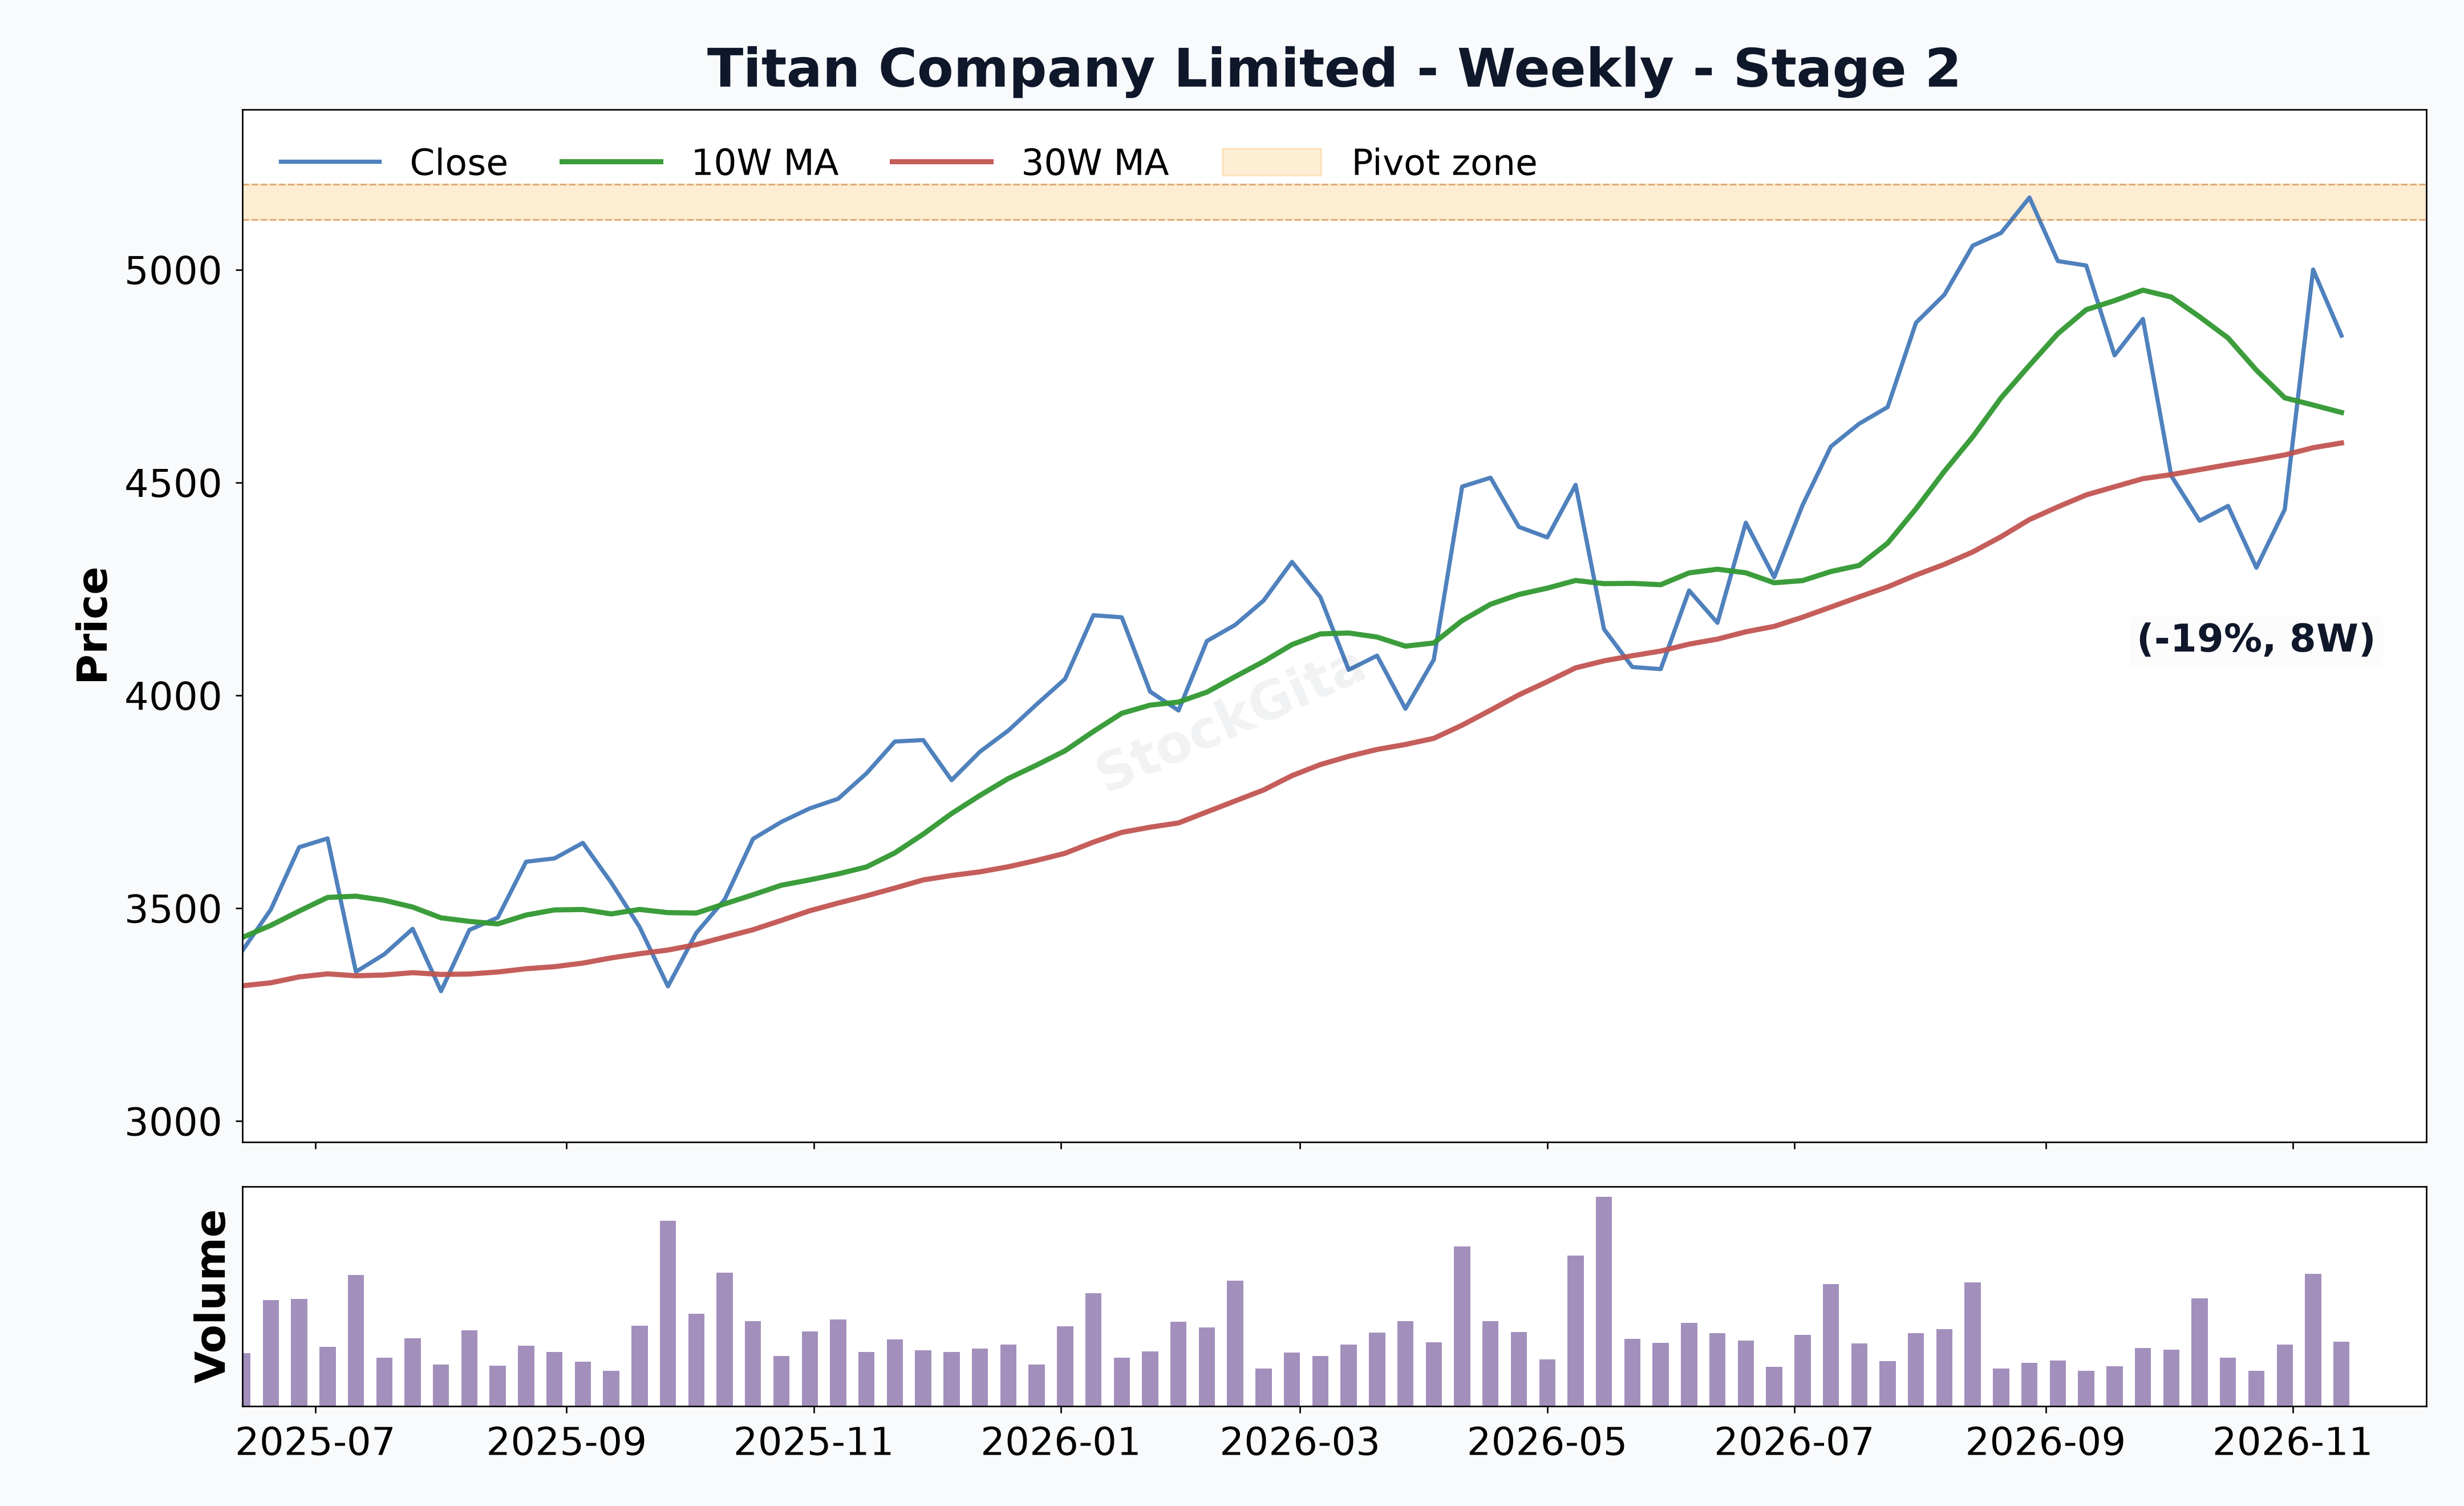 Titan Company Limited - Weekly - Stage 2
Close 10W MA 30W MA Pivot zone
5000
4500
4000
3500
3000
Price
(-19%, 8W)
StockGita
Volume
2025-07 2025-09 2025-11 2026-01 2026-03 2026-05 2026-07 2026-09 2026-11